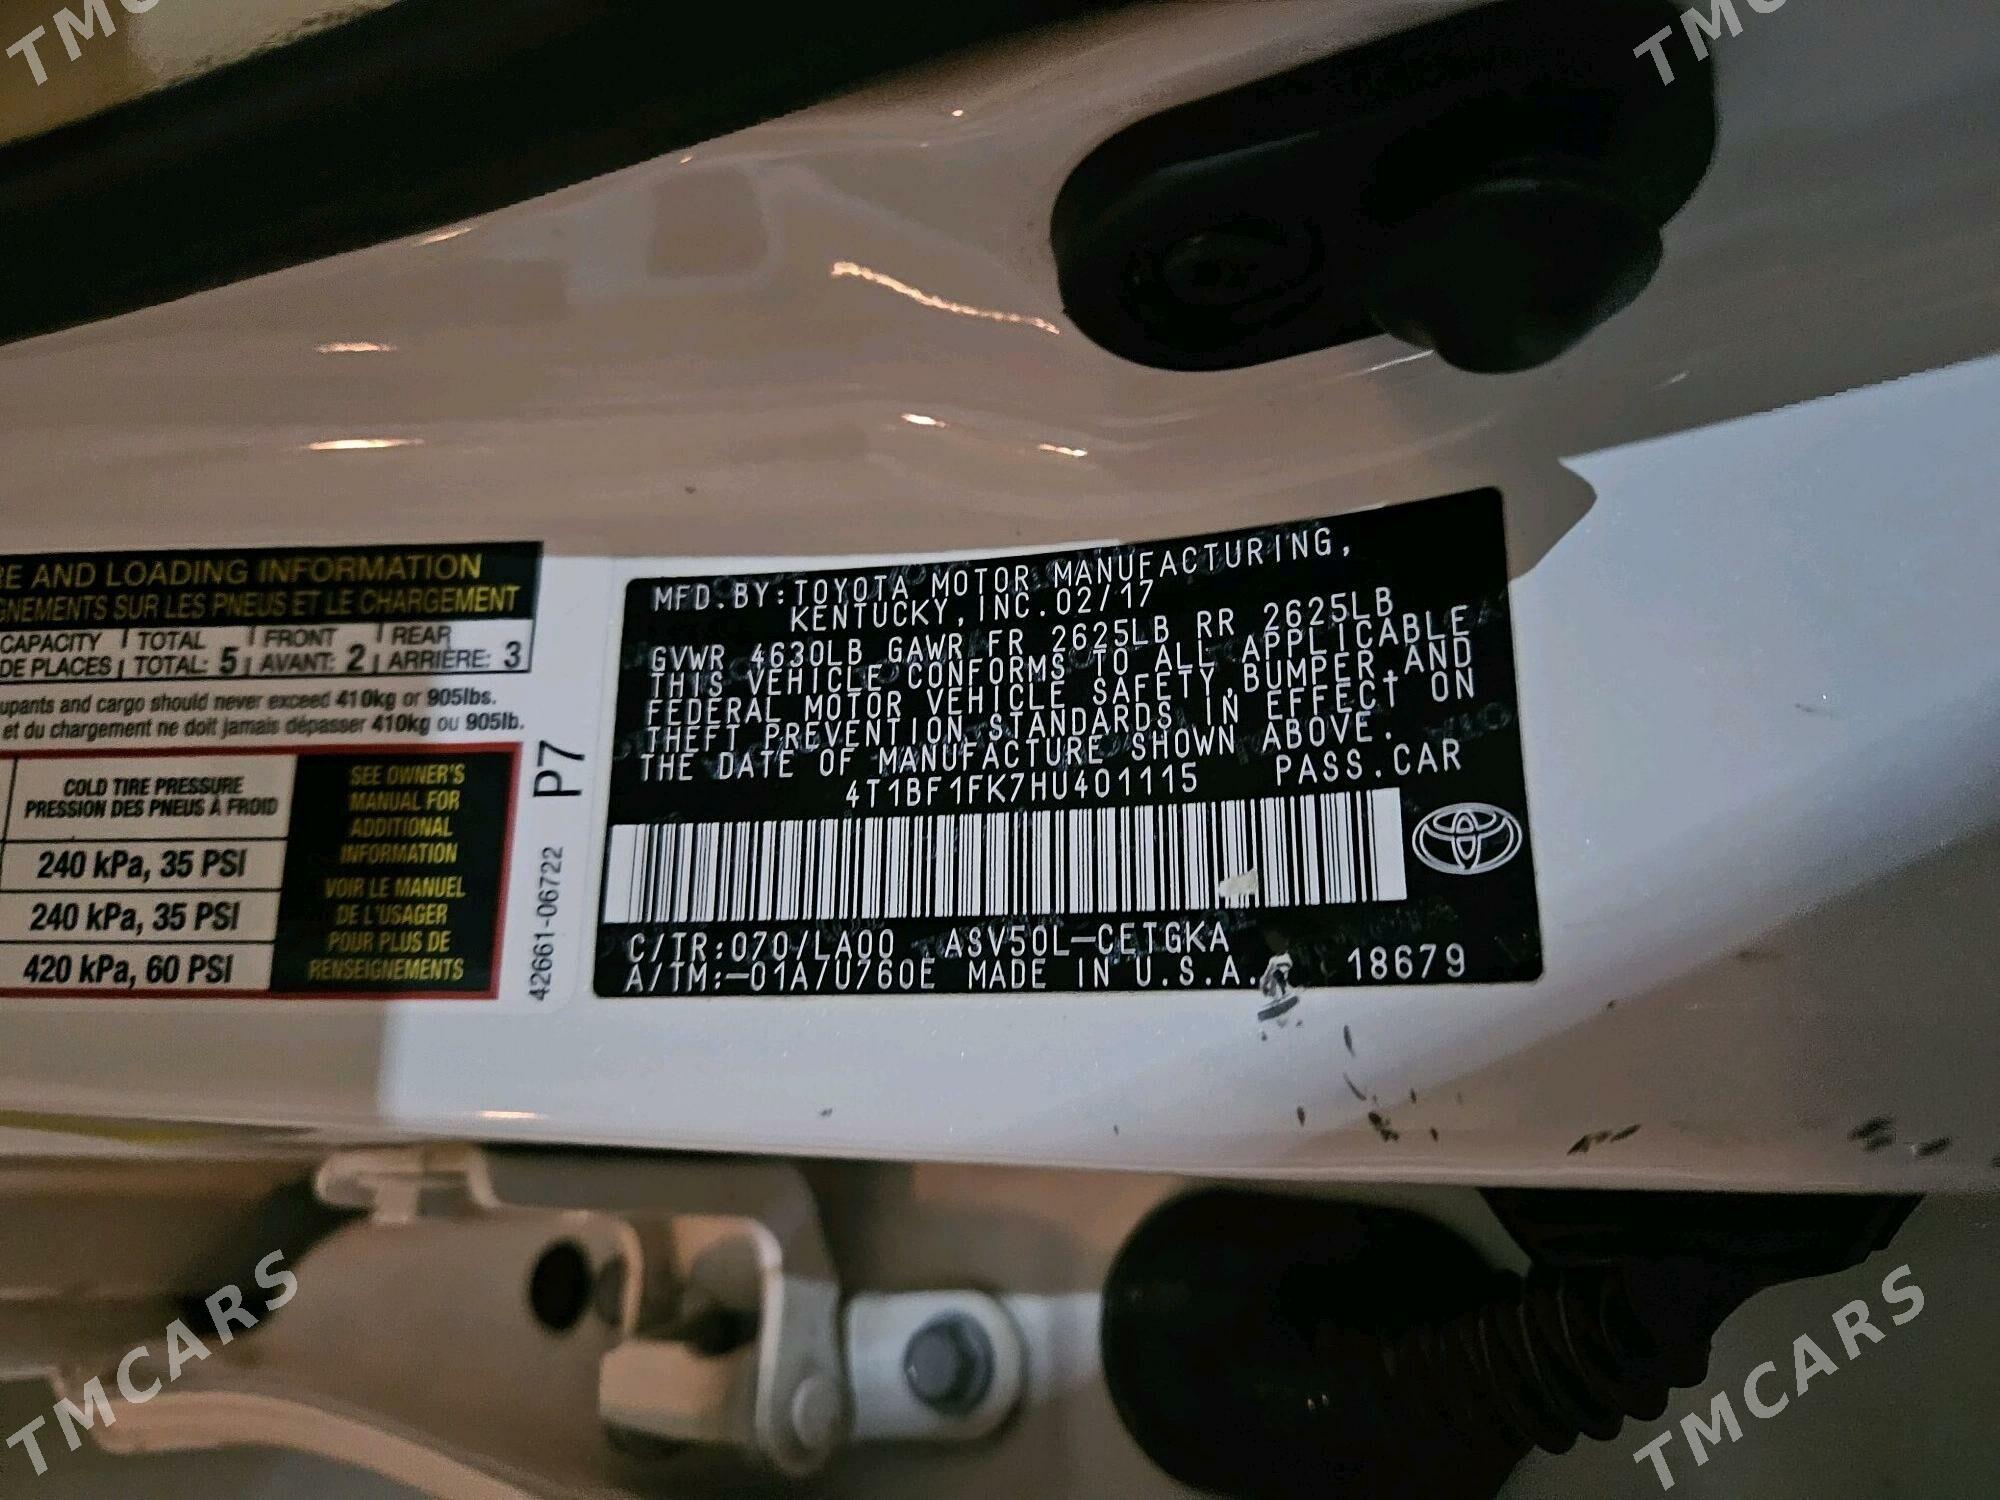 TMCARS
TMCARS
RE AND LOADING INFORMATION
GNEMENTS SUR LES PNEUS ET LE CHARGEMENT
CAPACITY TOTAL FRONT REAR
DE PLACES TOTAL: 5 AVANT: 2 ARRIÈRE: 3
upants and cargo should never exceed 410kg or 905lbs.
et du chargement ne doit jamais dépasser 410kg ou 905lb.
COLD TIRE PRESSURE
PRESSION DES PNEUS À FROID
240 kPa, 35 PSI
240 kPa, 35 PSI
420 kPa, 60 PSI
SEE OWNER'S
MANUAL FOR
ADDITIONAL
INFORMATION
VOIR LE MANUEL
DE L'USAGER
POUR PLUS DE
RENSEIGNEMENTS
42661-06722
P7
MFD.BY:TOYOTA MOTOR MANUFACTURING,
KENTUCKY,INC.02/17
GVWR 4630LB GAWR FR 2625LB RR 2625LB
THIS VEHICLE CONFORMS TO ALL APPLICABLE
FEDERAL MOTOR VEHICLE SAFETY,BUMPER,AND
THEFT PREVENTION STANDARDS IN EFFECT ON
THE DATE OF MANUFACTURE SHOWN ABOVE.
4T1BF1FK7HU401115 PASS.CAR
C/TR:070/LA00 ASV50L-CETGKA
A/TM:-01A/U760E MADE IN U.S.A. 18679
TMCARS
TMCARS